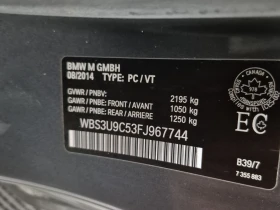 BMW M GMBH
08/2014 TYPE: PC / VT
GVWR / PNBV: 2195 kg
GAWR / PNBE: FRONT / AVANT 1050 kg
GAWR / PNBE: REAR / ARRIERE 1250 kg
WBS3U9C53FJ967744
EC
B39/7
7 355 883